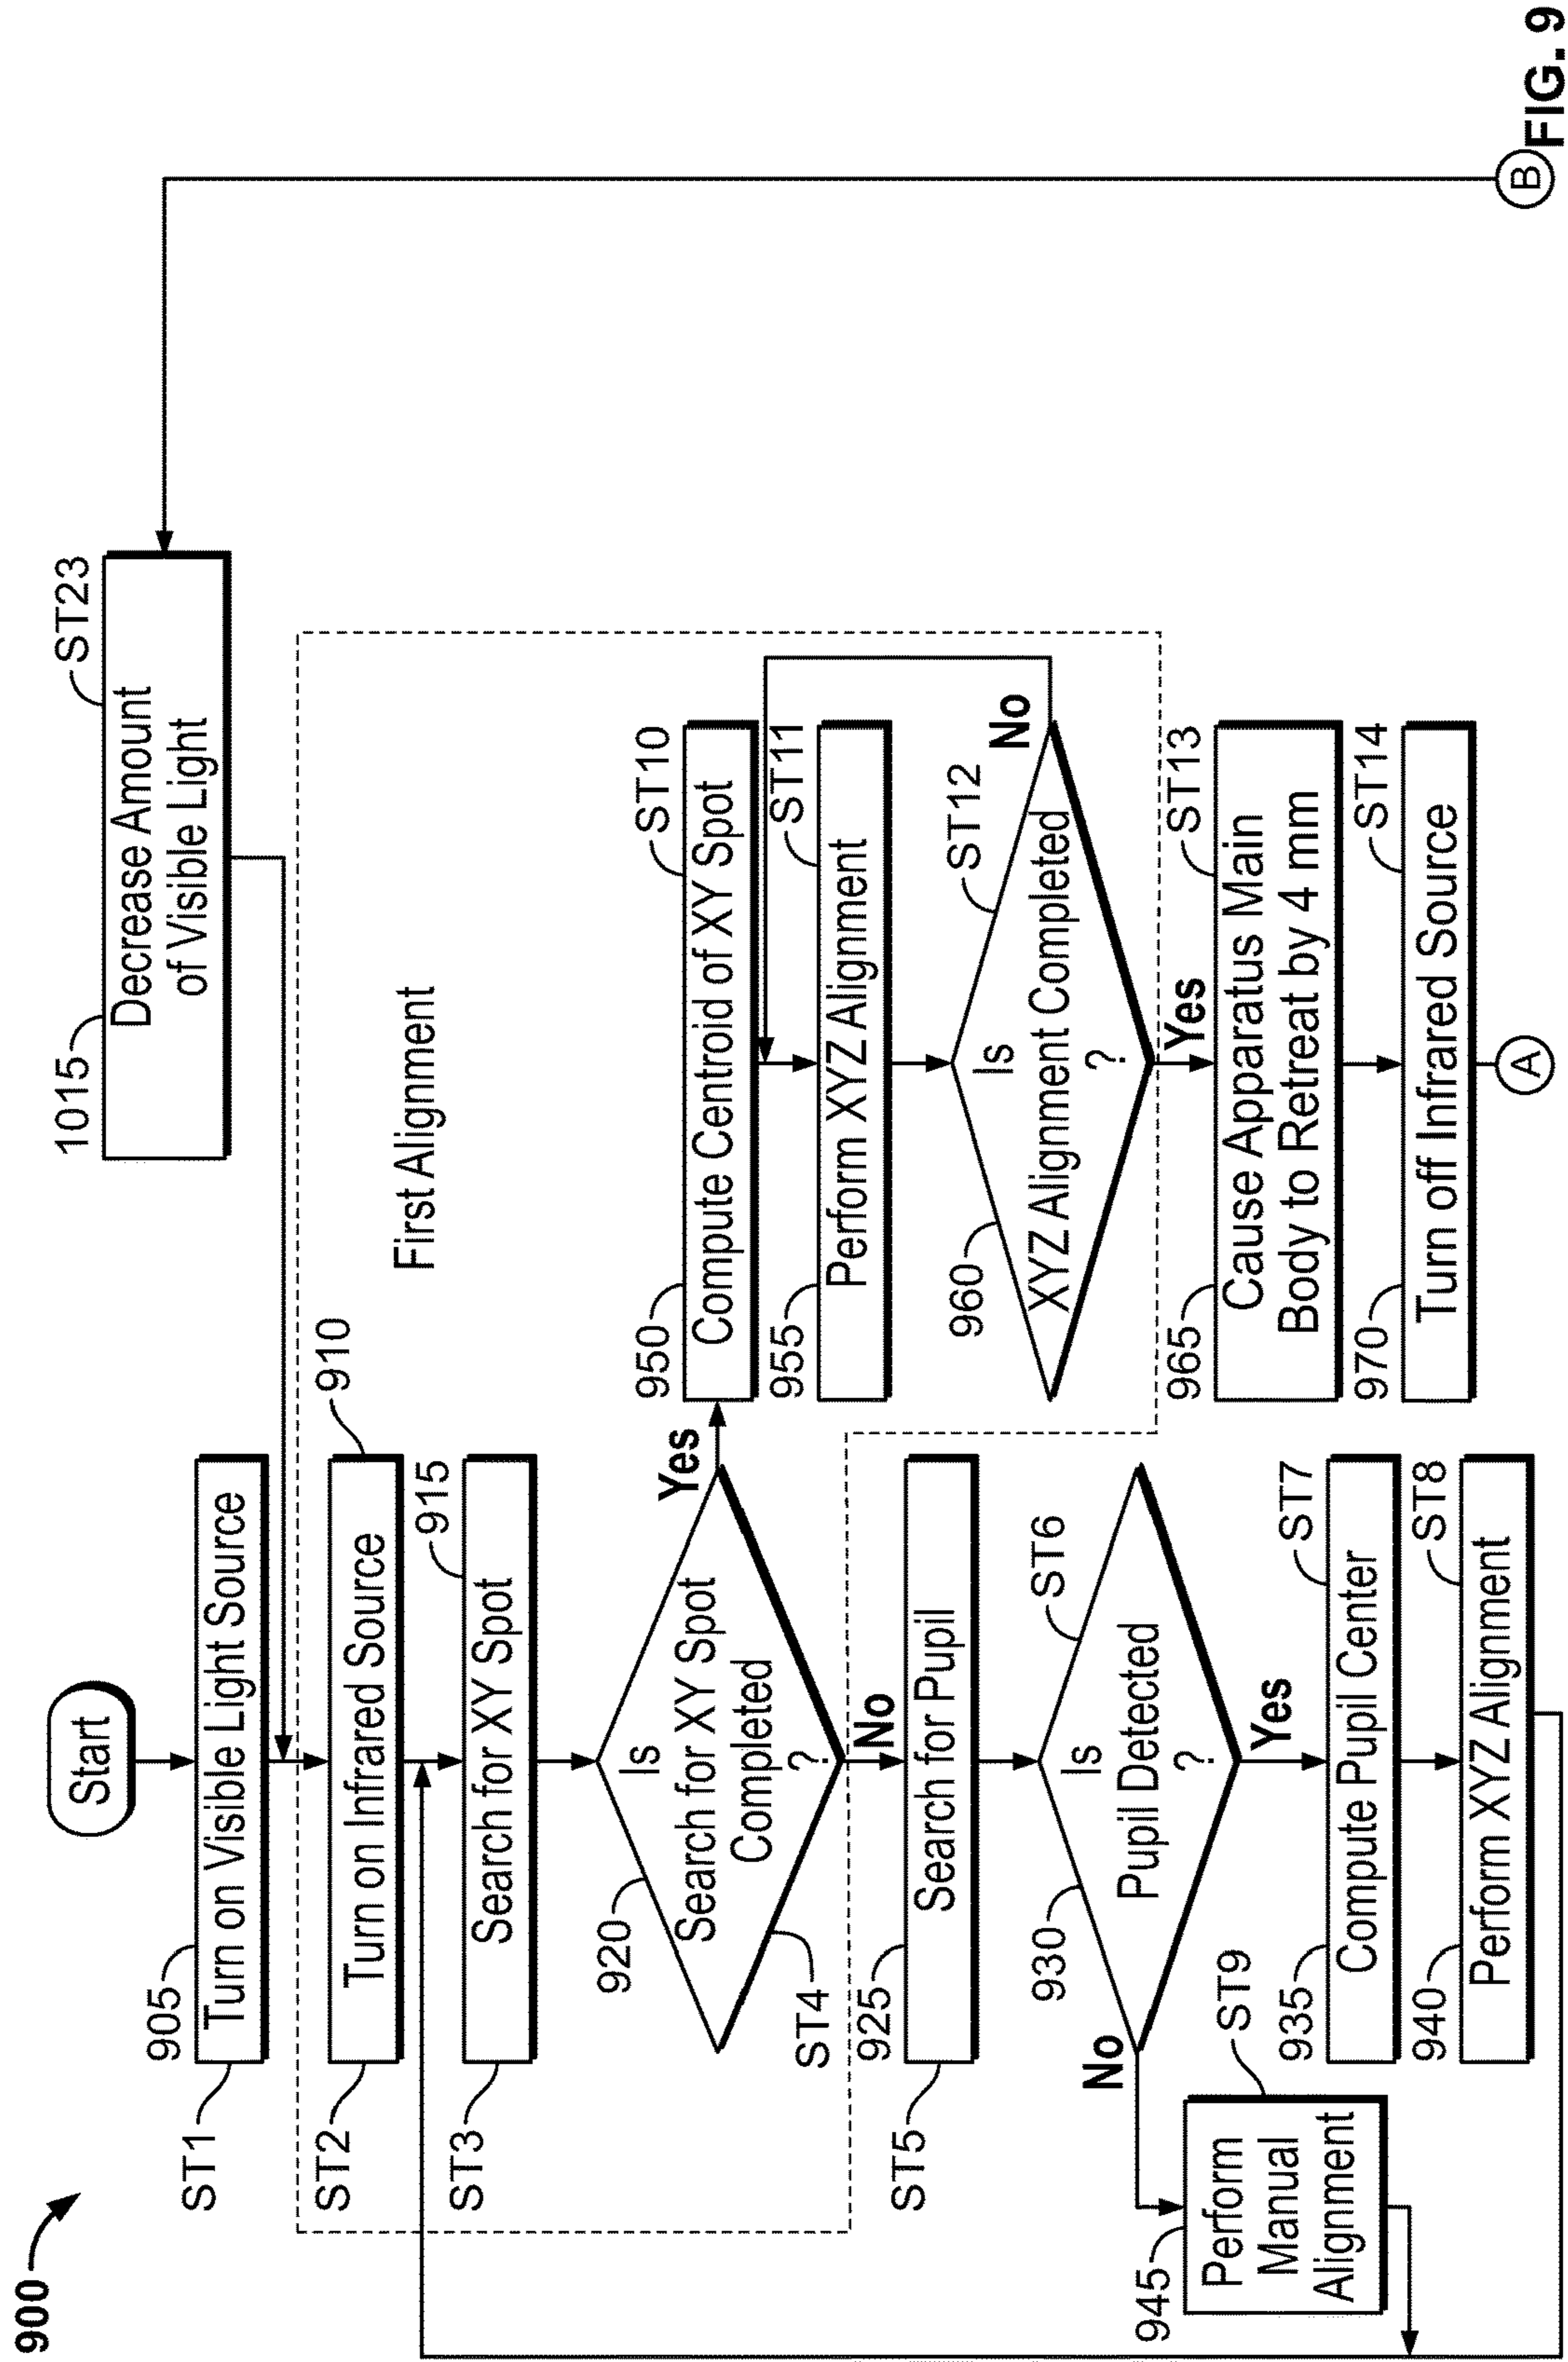 900
Start
905
Turn on Visible Light Source
ST1
Turn on Infrared Source
910
ST2
915
Search for XY Spot
ST3
920
Is
Search for XY Spot
Completed
?
Yes
ST4
No
925
Search for Pupil
ST5
930
Is
Pupil Detected
?
ST6
No
Yes
945
Perform
Manual
Alignment
ST9
935
Compute Pupil Center
ST7
940
Perform XYZ Alignment
ST8
1015
Decrease Amount
of Visible Light
ST23
First Alignment
950
Compute Centroid of XY Spot
ST10
955
Perform XYZ Alignment
ST11
960
Is
XYZ Alignment Completed
?
ST12
No
Yes
965
Cause Apparatus Main
Body to Retreat by 4 mm
ST13
970
Turn off Infrared Source
ST14
A
B
FIG. 9